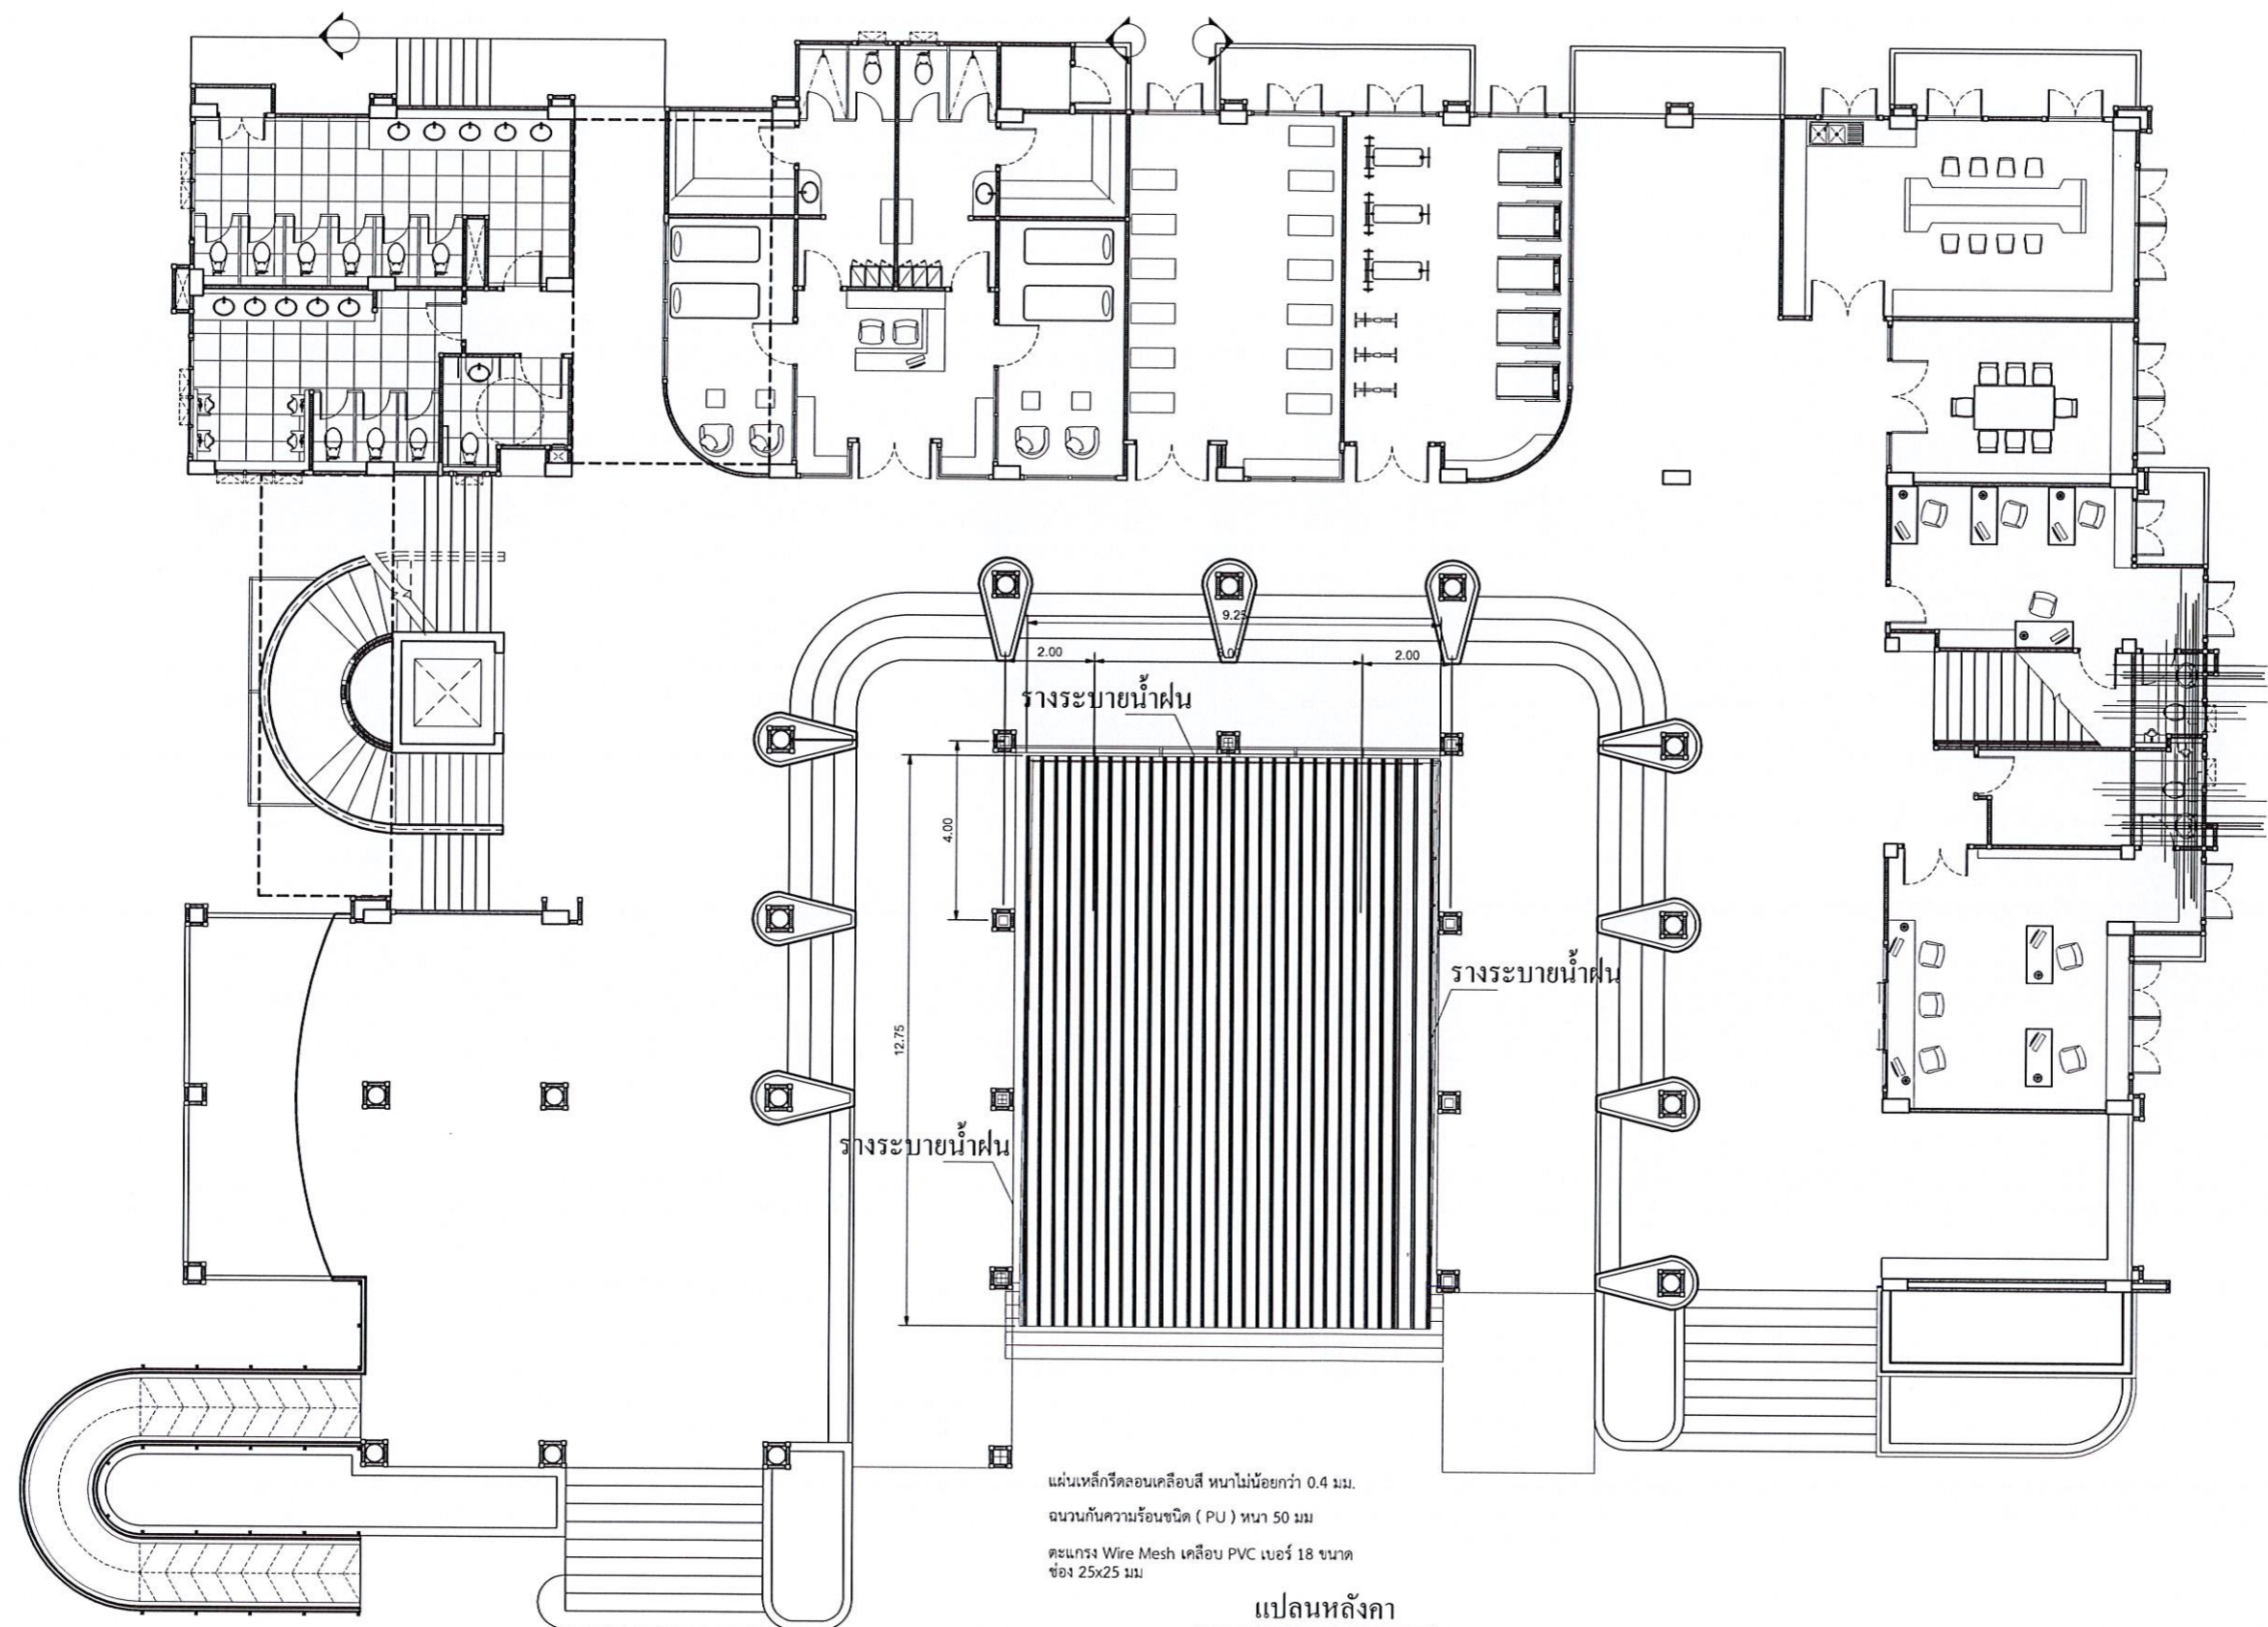 9.25
2.00
2.00
รางระบายน้ำฝน
4.00
รางระบายน้ำฝน
12.75
รางระบายน้ำฝน
แผ่นเหล็กรีดลอนเคลือบสี หนาไม่น้อยกว่า 0.4 มม.
ฉนวนกันความร้อนชนิด ( PU ) หนา 50 มม
ตะแกรง Wire Mesh เคลือบ PVC เบอร์ 18 ขนาด
ช่อง 25x25 มม
แปลนหลังคา